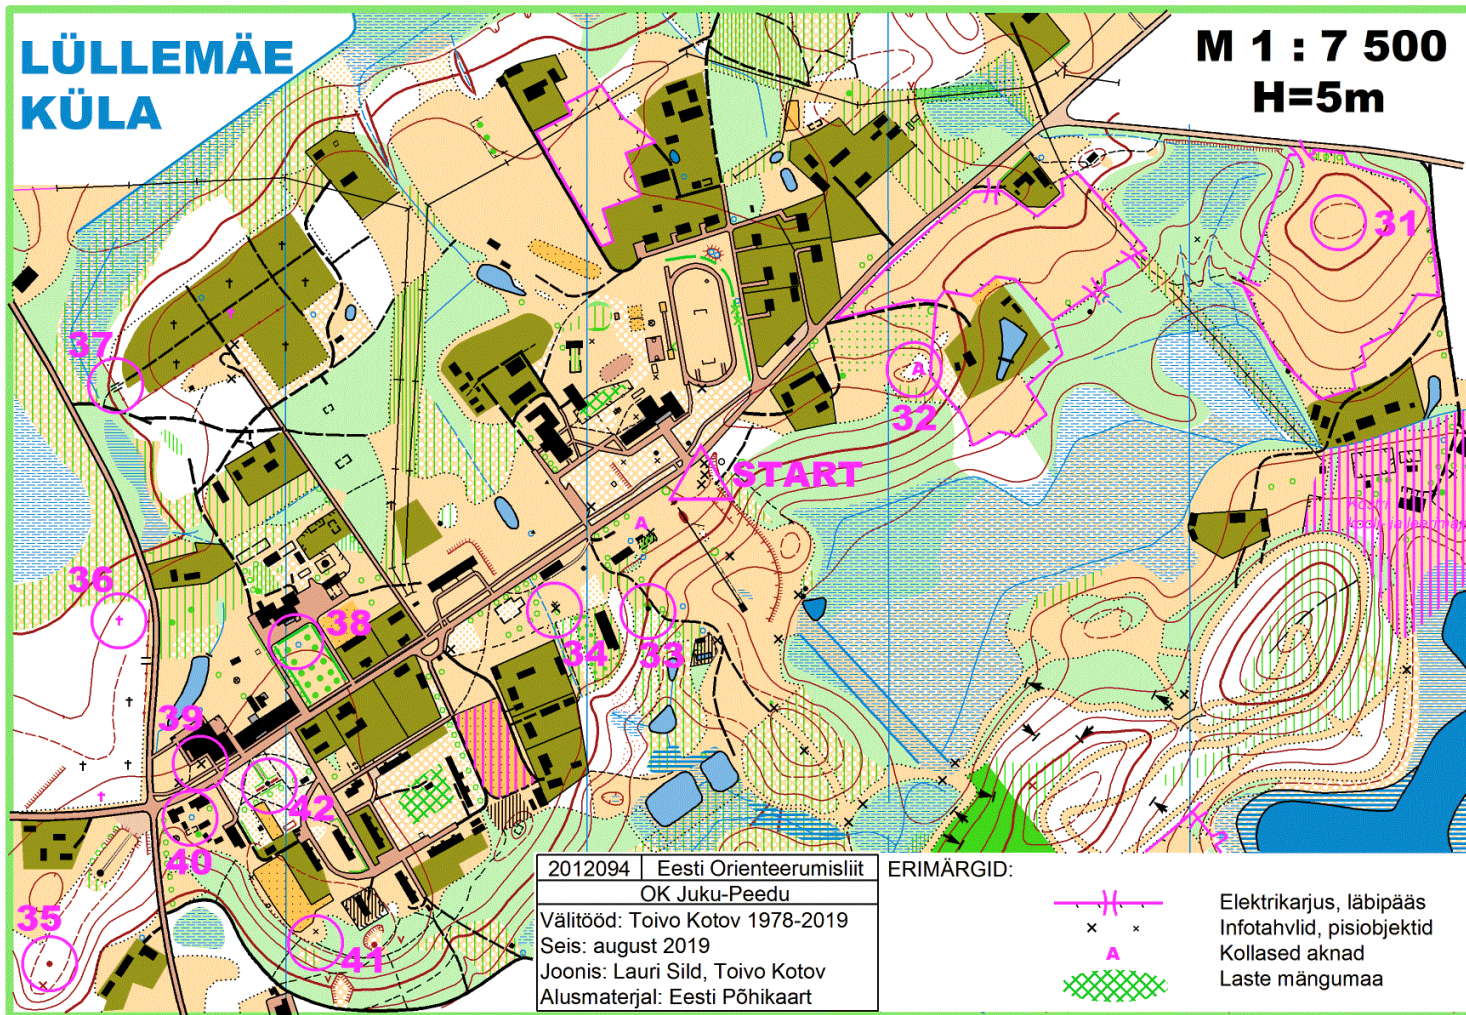 LÜLLEMÄE
KÜLA
M 1 : 7 500
H=5m
31
37
32
A
START
A
36
38
34
33
39
42
40
35
41
2012094 Eesti Orienteerumisliit
OK Juku-Peedu
Välitööd: Toivo Kotov 1978-2019
Seis: august 2019
Joonis: Lauri Sild, Toivo Kotov
Alusmaterjal: Eesti Põhikaart
ERIMÄRGID:
Elektrikarjus, läbipääs
Infotahvlid, pisiobjektid
A Kollased aknad
Laste mängumaa